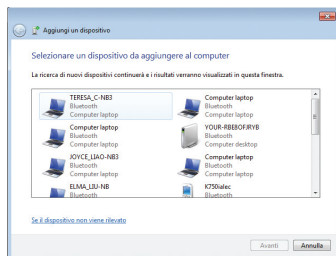 Aggiungi un dispositivo
Selezionare un dispositivo da aggiungere al computer
La ricerca di nuovi dispositivi continuerà e i risultati verranno visualizzati in questa finestra.
TERESA_C-NB3
Bluetooth
Computer laptop
Computer laptop
Bluetooth
Computer laptop
Computer laptop
Bluetooth
Computer laptop
YOUR-RBE8OFJRYB
Bluetooth
Computer desktop
JOYCE_LIAO-NB3
Bluetooth
Computer laptop
Computer laptop
Bluetooth
Computer laptop
ELMA_LIU-NB
Bluetooth
K750ialec
Bluetooth
Se il dispositivo non viene rilevato
Avanti
Annulla